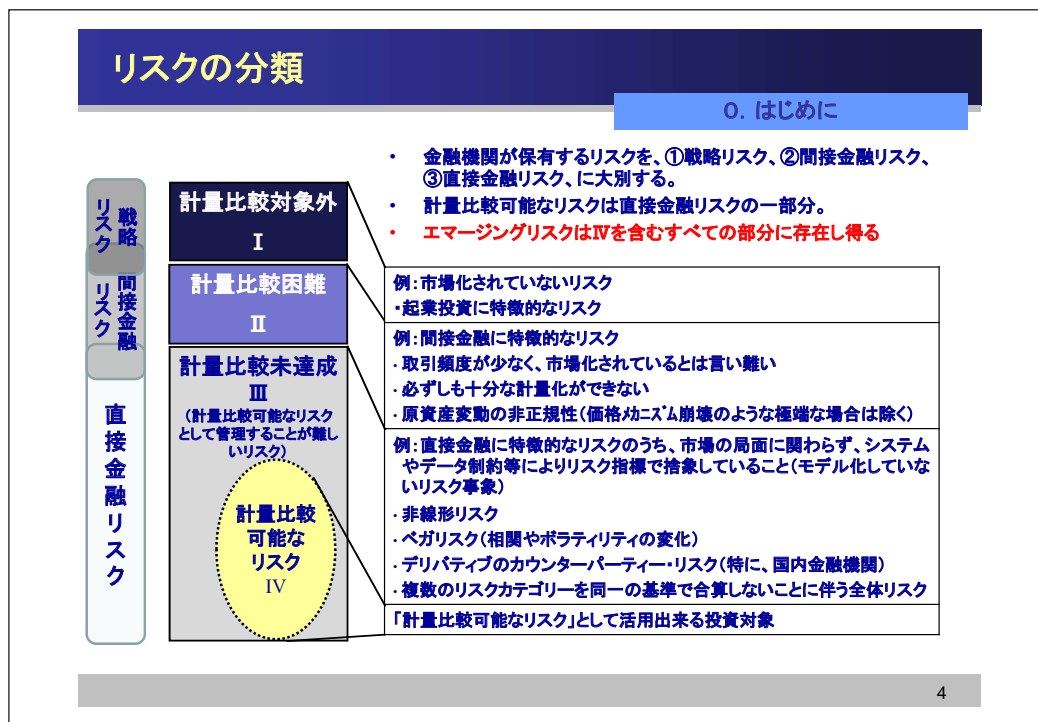 リスクの分類
0．はじめに
・ 金融機関が保有するリスクを、①戦略リスク、②間接金融リスク、
③直接金融リスク、に大別する。
・ 計量比較可能なリスクは直接金融リスクの一部分。
・ エマージングリスクはⅣを含むすべての部分に存在し得る
戦略
リスク
間接金融
リスク
直接金融リスク
計量比較対象外
Ⅰ
計量比較困難
Ⅱ
計量比較未達成
Ⅲ
（計量比較可能なリスク
として管理することが難し
いリスク）
計量比較
可能な
リスク
Ⅳ
例：市場化されていないリスク
・起業投資に特徴的なリスク
例：間接金融に特徴的なリスク
・取引頻度が少なく、市場化されているとは言い難い
・必ずしも十分な計量化ができない
・原資産変動の非正規性（価格メカニズム崩壊のような極端な場合は除く）
例：直接金融に特徴的なリスクのうち、市場の局面に関わらず、システム
やデータ制約等によりリスク指標で捨象していること（モデル化していな
いリスク事象）
・非線形リスク
・ベガリスク（相関やボラティリティの変化）
・デリバティブのカウンターパーティー・リスク（特に、国内金融機関）
・複数のリスクカテゴリーを同一の基準で合算しないことに伴う全体リスク
「計量比較可能なリスク」として活用出来る投資対象
4